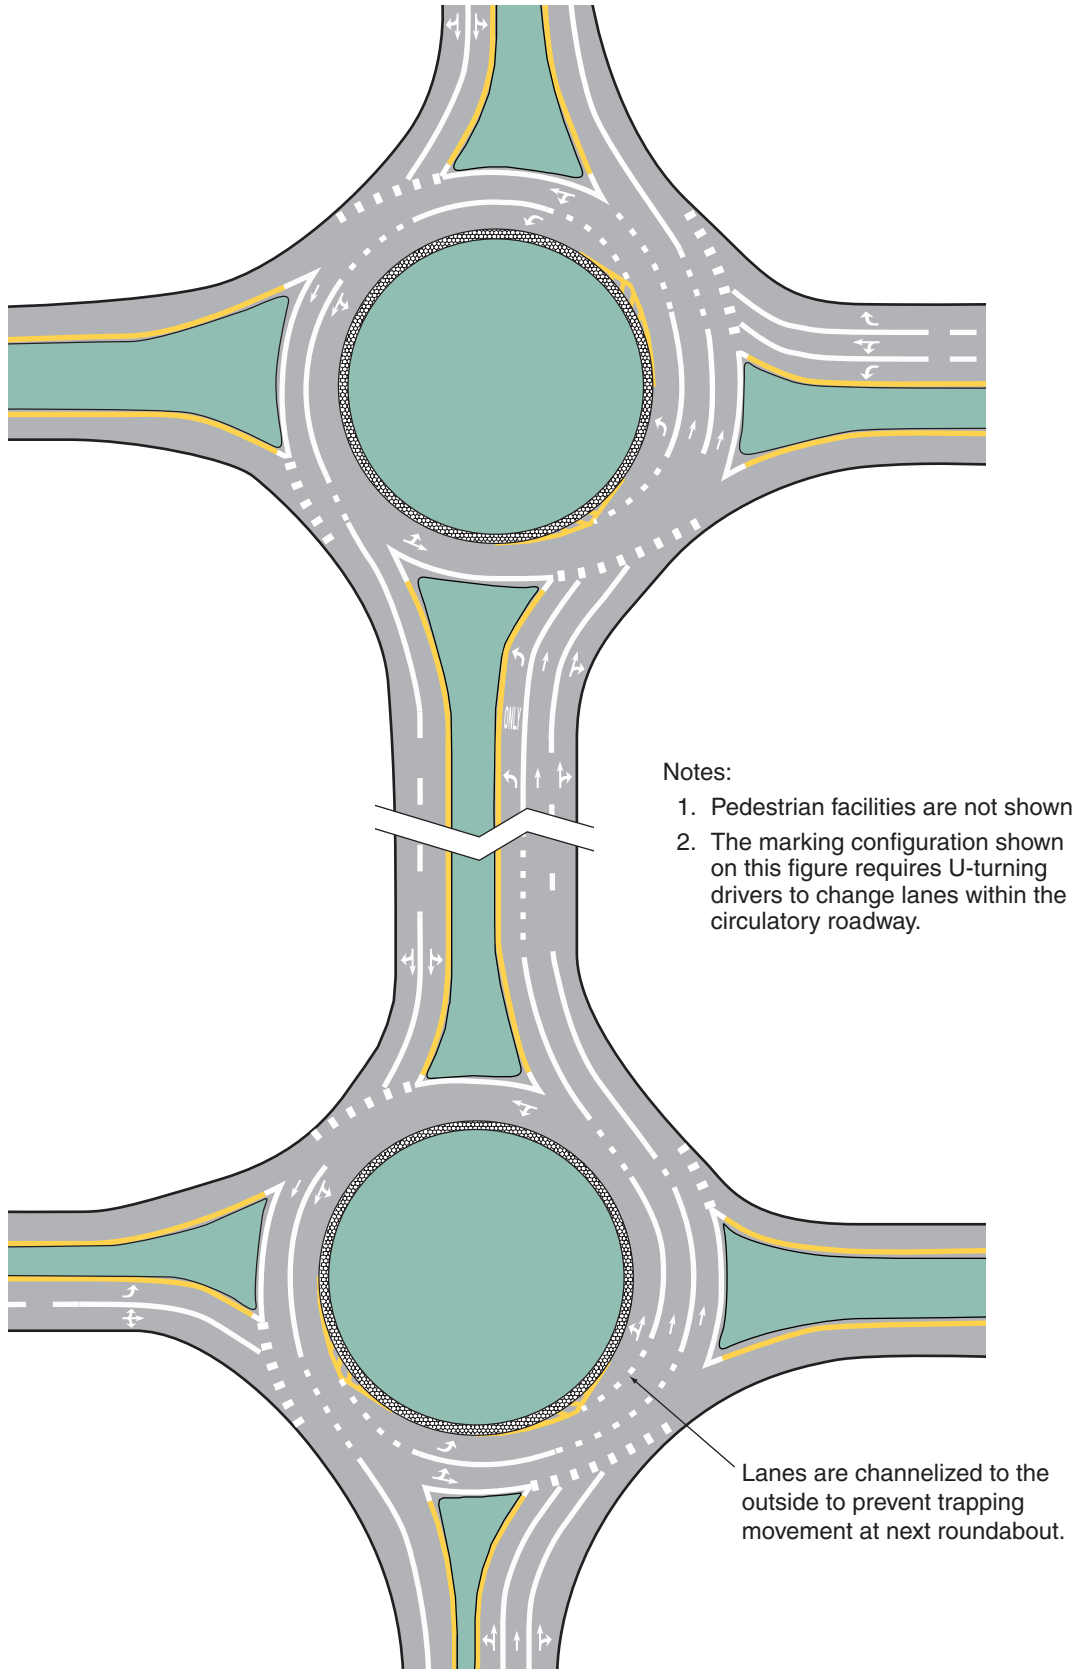 ONLY
Notes:
1. Pedestrian facilities are not shown
2. The marking configuration shown
on this figure requires U-turning
drivers to change lanes within the
circulatory roadway.
Lanes are channelized to the
outside to prevent trapping
movement at next roundabout.